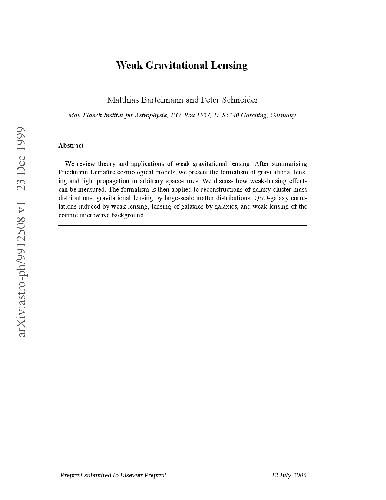 Weak Gravitational Lensing
Matthias Bartelmann and Peter Schneider
Max-Planck-Institut für Astrophysik, P.O. Box 1523, D-85740 Garching, Germany
Abstract
We review theory and applications of weak gravitational lensing. After summarising
Friedmann-Lemaître cosmological models, we present the formalism of gravitational lens-
ing and light propagation in arbitrary space-times. We discuss how weak-lensing effects
can be measured. The formalism is then applied to reconstructions of galaxy-cluster mass
distributions, gravitational lensing by large-scale matter distributions, QSO-galaxy corre-
lations induced by weak lensing, lensing of galaxies by galaxies, and weak lensing of the
cosmic microwave background.
Preprint submitted to Elsevier Preprint
arXiv:astro-ph/9912508 v1 23 Dec 1999